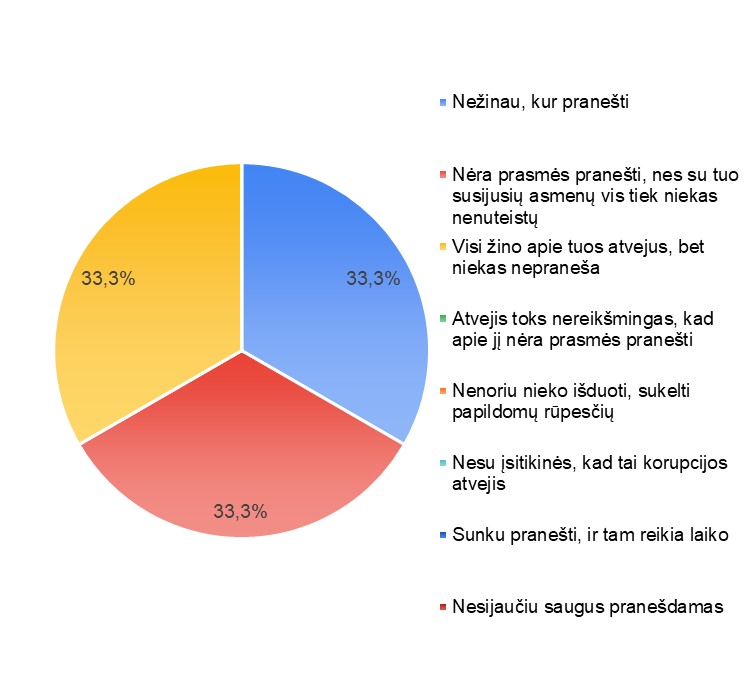 Nežinau, kur pranešti
Nėra prasmės pranešti, nes su tuo
susijusių asmenų vis tiek niekas
nenuteistų
Visi žino apie tuos atvejus, bet
niekas nepraneša
33,3%
33,3%
Atvejis toks nereikšmingas, kad
apie jį nėra prasmės pranešti
Nenoriu nieko išduoti, sukelti
papildomų rūpesčių
Nesu įsitikinės, kad tai korupcijos
atvejis
33,3%
Sunku pranešti, ir tam reikia laiko
Nesijaučiu saugus pranešdamas